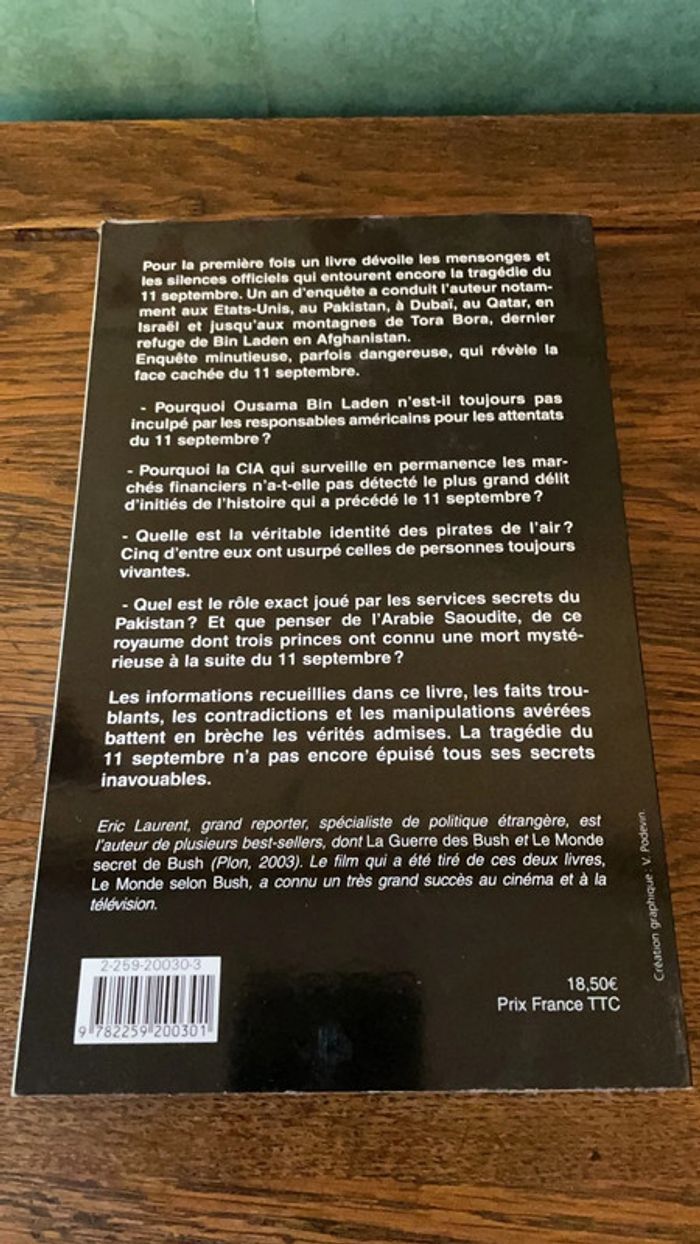 Pour la première fois un livre dévoile les mensonges et
les silences officiels qui entourent encore la tragédie du
11 septembre. Un an d'enquête a conduit l'auteur notam-
ment aux Etats-Unis, au Pakistan, à Dubaï, au Qatar, en
Israël et jusqu'aux montagnes de Tora Bora, dernier
refuge de Bin Laden en Afghanistan.
Enquête minutieuse, parfois dangereuse, qui révèle la
face cachée du 11 septembre.
- Pourquoi Ousama Bin Laden n'est-il toujours pas
inculpé par les responsables américains pour les attentats
du 11 septembre ?
- Pourquoi la CIA qui surveille en permanence les mar-
chés financiers n'a-t-elle pas détecté le plus grand délit
d'initiés de l'histoire qui a précédé le 11 septembre ?
- Quelle est la véritable identité des pirates de l'air ?
Cinq d'entre eux ont usurpé celles de personnes toujours
vivantes.
- Quel est le rôle exact joué par les services secrets du
Pakistan ? Et que penser de l'Arabie Saoudite, de ce
royaume dont trois princes ont connu une mort mysté-
rieuse à la suite du 11 septembre ?
Les informations recueillies dans ce livre, les faits trou-
blants, les contradictions et les manipulations avérées
battent en brèche les vérités admises. La tragédie du
11 septembre n'a pas encore épuisé tous ses secrets
inavouables.
Eric Laurent, grand reporter, spécialiste de politique étrangère, est
l'auteur de plusieurs best-sellers, dont La Guerre des Bush et Le Monde
secret de Bush (Plon, 2003). Le film qui a été tiré de ces deux livres,
Le Monde selon Bush, a connu un très grand succès au cinéma et à la
télévision.
Création graphique : V. Podevin.
2-259-20030-3
9 782259 200301
18,50€
Prix France TTC